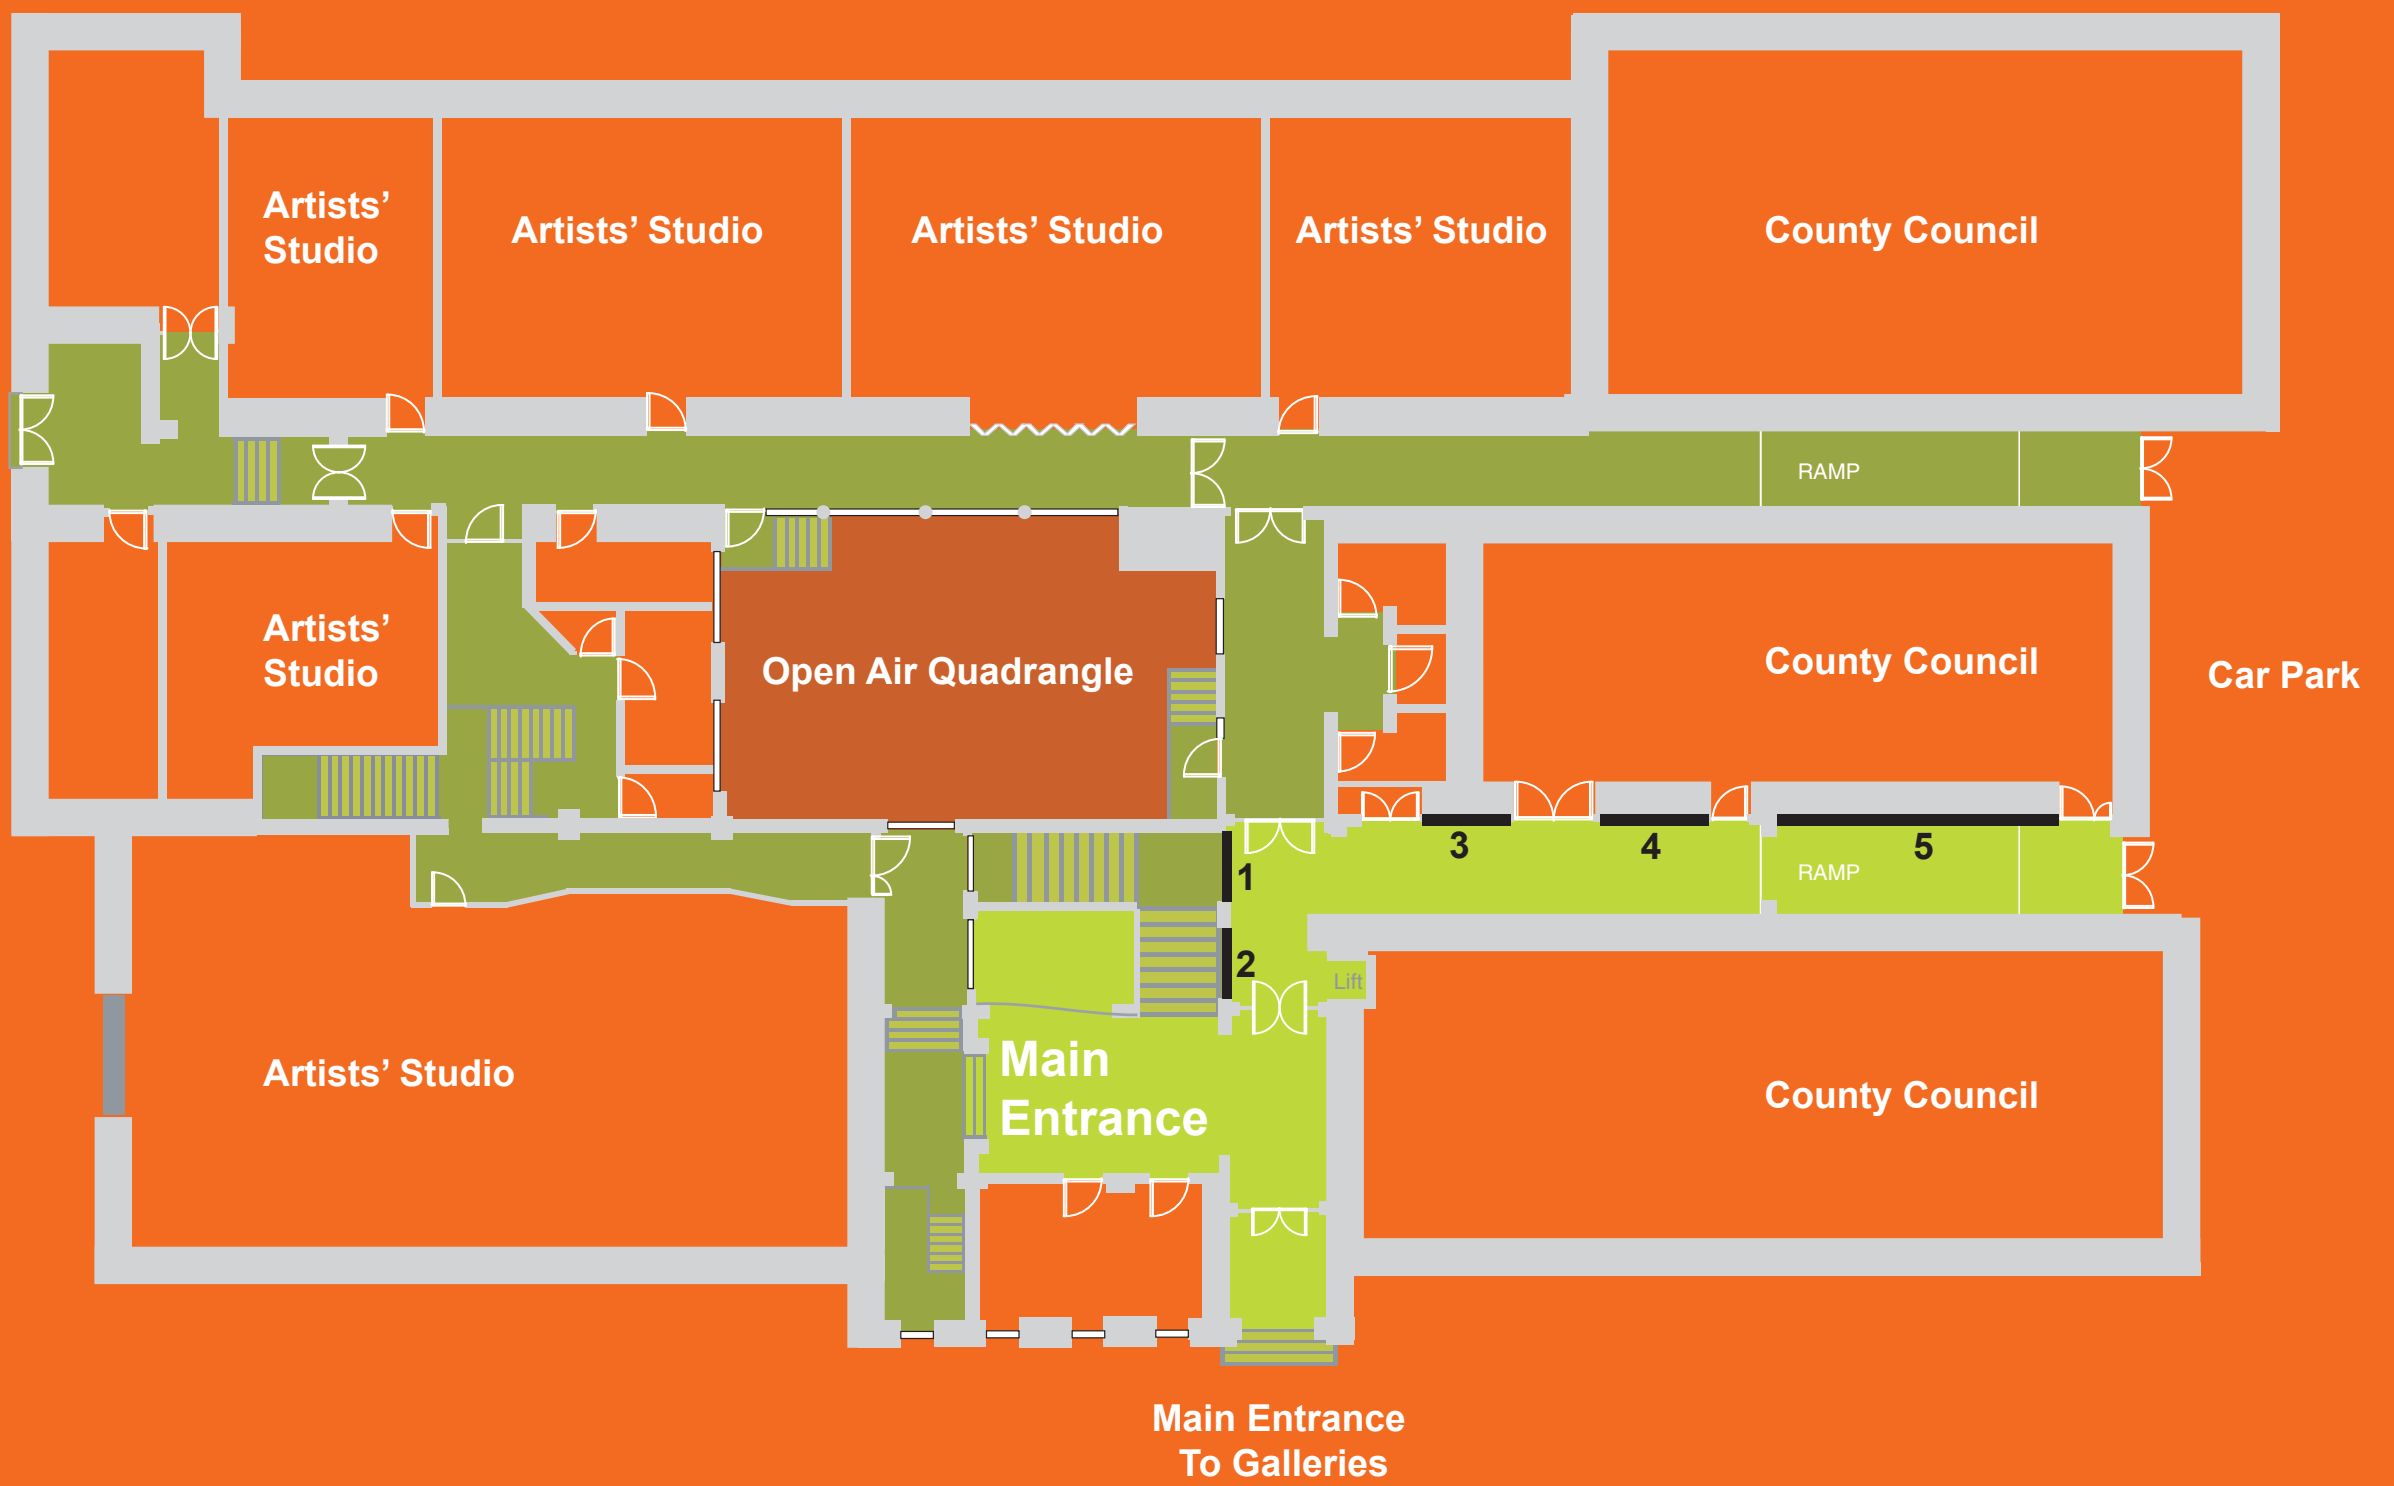 Artists’
Studio
Artists’ Studio
Artists’ Studio
Artists’ Studio
County Council
RAMP
Artists’
Studio
Open Air Quadrangle
County Council
Car Park
1
2
3
4
5
RAMP
Lift
Main
Entrance
Artists’ Studio
County Council
Main Entrance
To Galleries